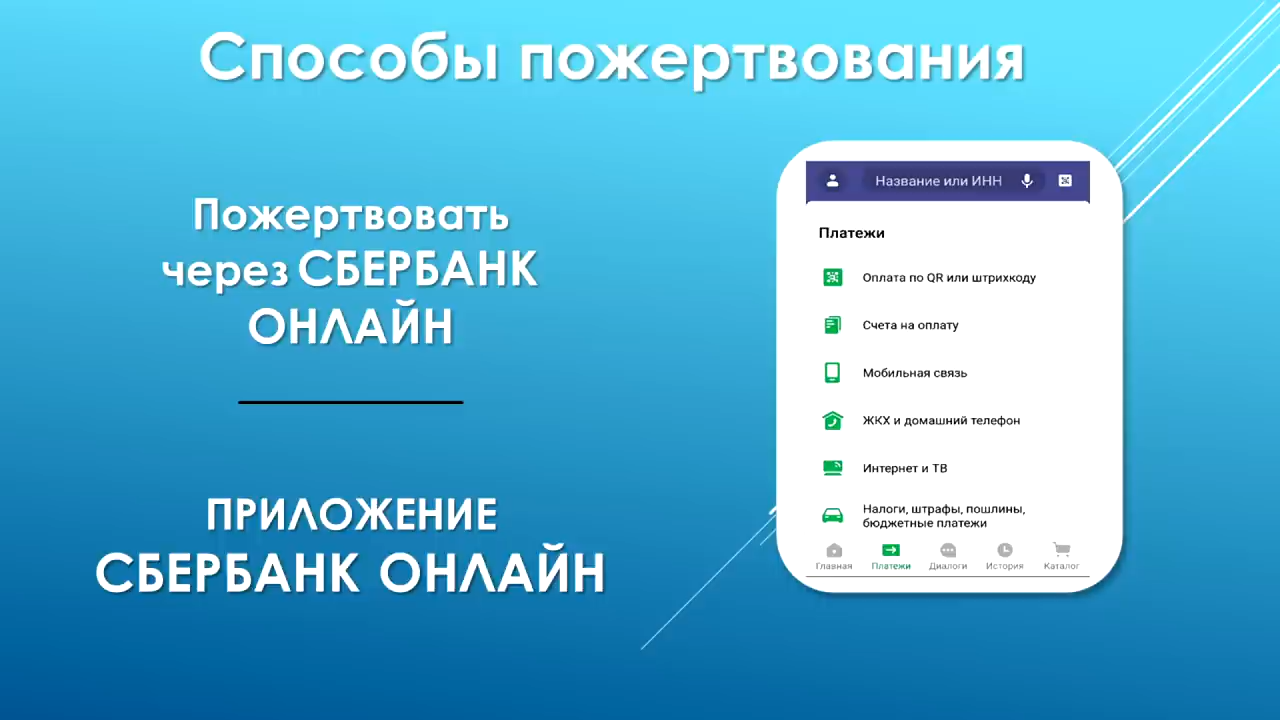 Способы пожертвования
Пожертвовать
через СБЕРБАНК
ОНЛАЙН
ПРИЛОЖЕНИЕ
СБЕРБАНК ОНЛАЙН
Название или ИНН
Платежи
Оплата по QR или штрихкоду
Счета на оплату
Мобильная связь
ЖКХ и домашний телефон
Интернет и ТВ
Налоги, штрафы, пошлины,
бюджетные платежи
Главная Платежи Диалоги История Каталог